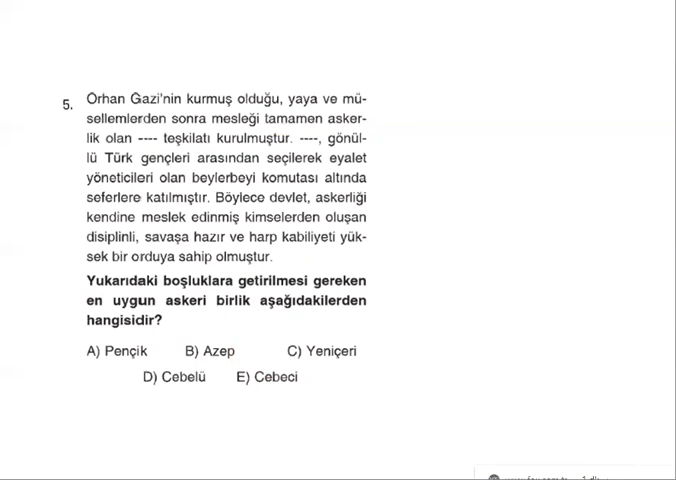 5. Orhan Gazi'nin kurmuş olduğu, yaya ve mü-
sellemlerden sonra mesleği tamamen asker-
lik olan ---- teşkilatı kurulmuştur. ----, gönül-
lü Türk gençleri arasından seçilerek eyalet
yöneticileri olan beylerbeyi komutası altında
seferlere katılmıştır. Böylece devlet, askerliği
kendine meslek edinmiş kimselerden oluşan
disiplinli, savaşa hazır ve harp kabiliyeti yük-
sek bir orduya sahip olmuştur.
Yukarıdaki boşluklara getirilmesi gereken
en uygun askeri birlik aşağıdakilerden
hangisidir?
A) Pençik B) Azep C) Yeniçeri
D) Cebelü E) Cebeci